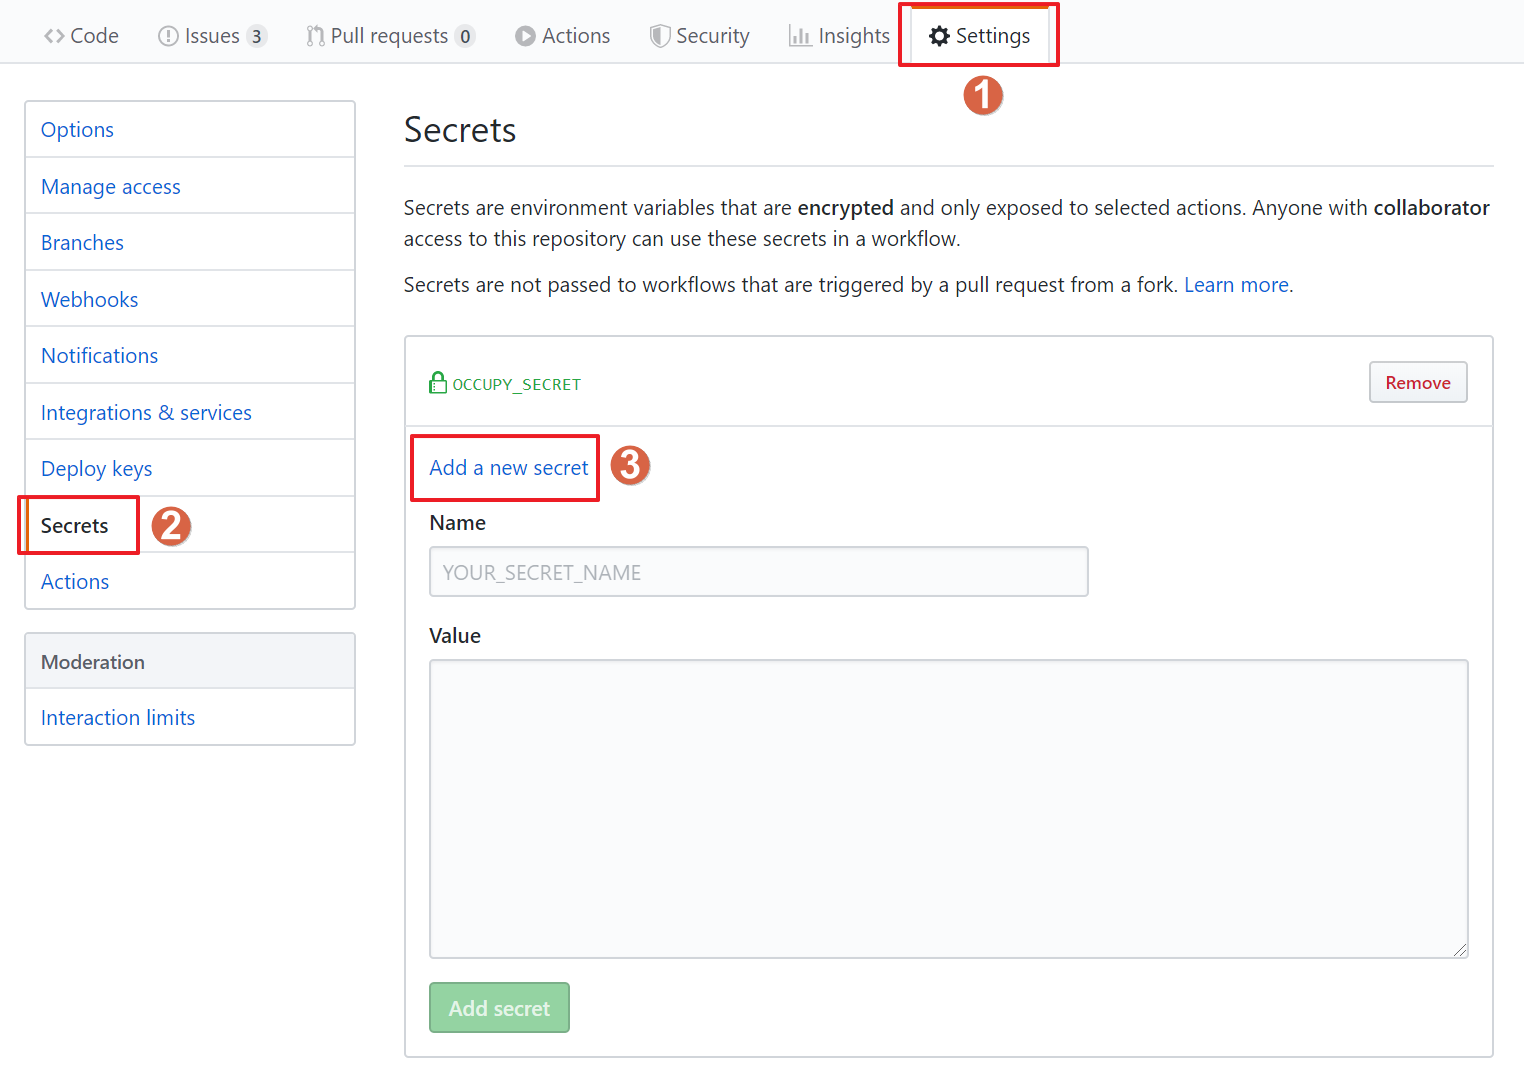 Code Issues 3 Pull requests 0 Actions Security Insights Settings
1
Options
Manage access
Branches
Webhooks
Notifications
Integrations & services
Deploy keys
Secrets 2
Actions
Moderation
Interaction limits
Secrets
Secrets are environment variables that are encrypted and only exposed to selected actions. Anyone with collaborator
access to this repository can use these secrets in a workflow.
Secrets are not passed to workflows that are triggered by a pull request from a fork. Learn more.
OCCUPY_SECRET Remove
Add a new secret 3
Name
YOUR_SECRET_NAME
Value
Add secret